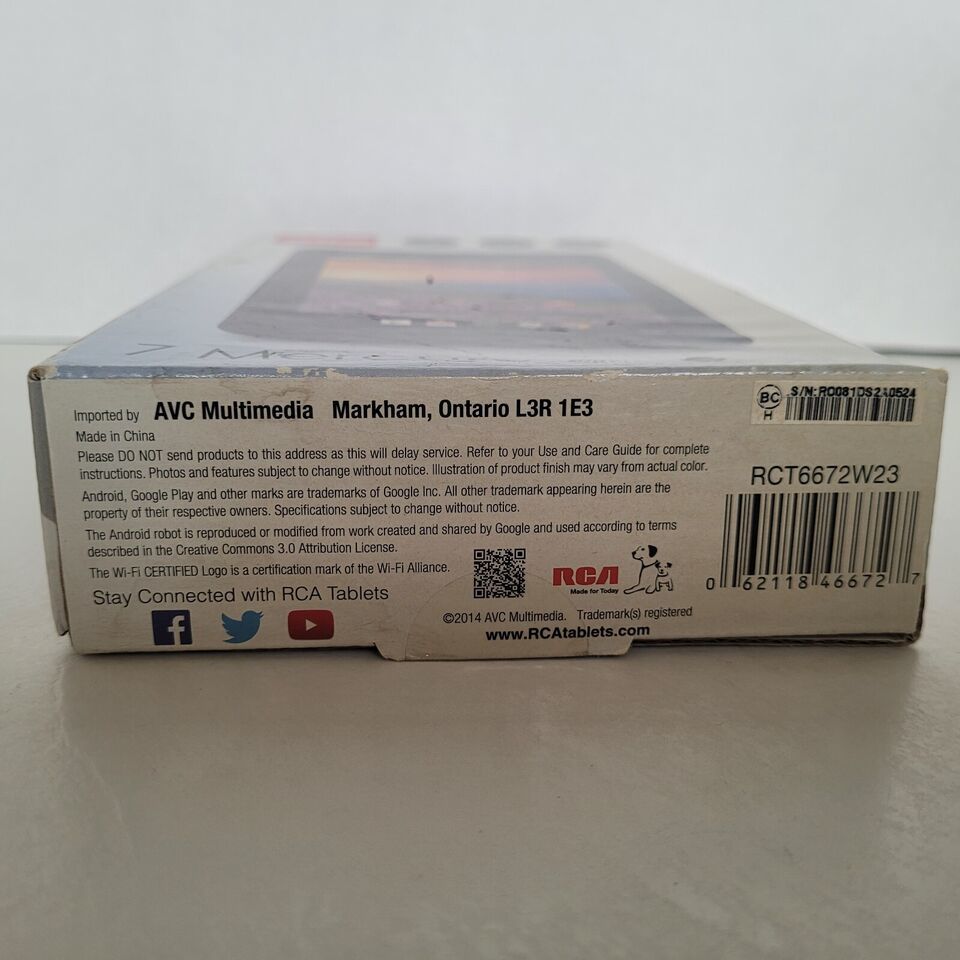 7 Mercury
Imported by AVC Multimedia Markham, Ontario L3R 1E3
Made in China
Please DO NOT send products to this address as this will delay service. Refer to your Use and Care Guide for complete
instructions. Photos and features subject to change without notice. Illustration of product finish may vary from actual color.
Android, Google Play and other marks are trademarks of Google Inc. All other trademark appearing herein are the
property of their respective owners. Specifications subject to change without notice.
The Android robot is reproduced or modified from work created and shared by Google and used according to terms
described in the Creative Commons 3.0 Attribution License.
The Wi-Fi CERTIFIED Logo is a certification mark of the Wi-Fi Alliance.
Stay Connected with RCA Tablets
f
RCA
Made for Today
©2014 AVC Multimedia. Trademark(s) registered
www.RCAtablets.com
BC
H
S/N:
RCT6672W23
0 62118 46672 7